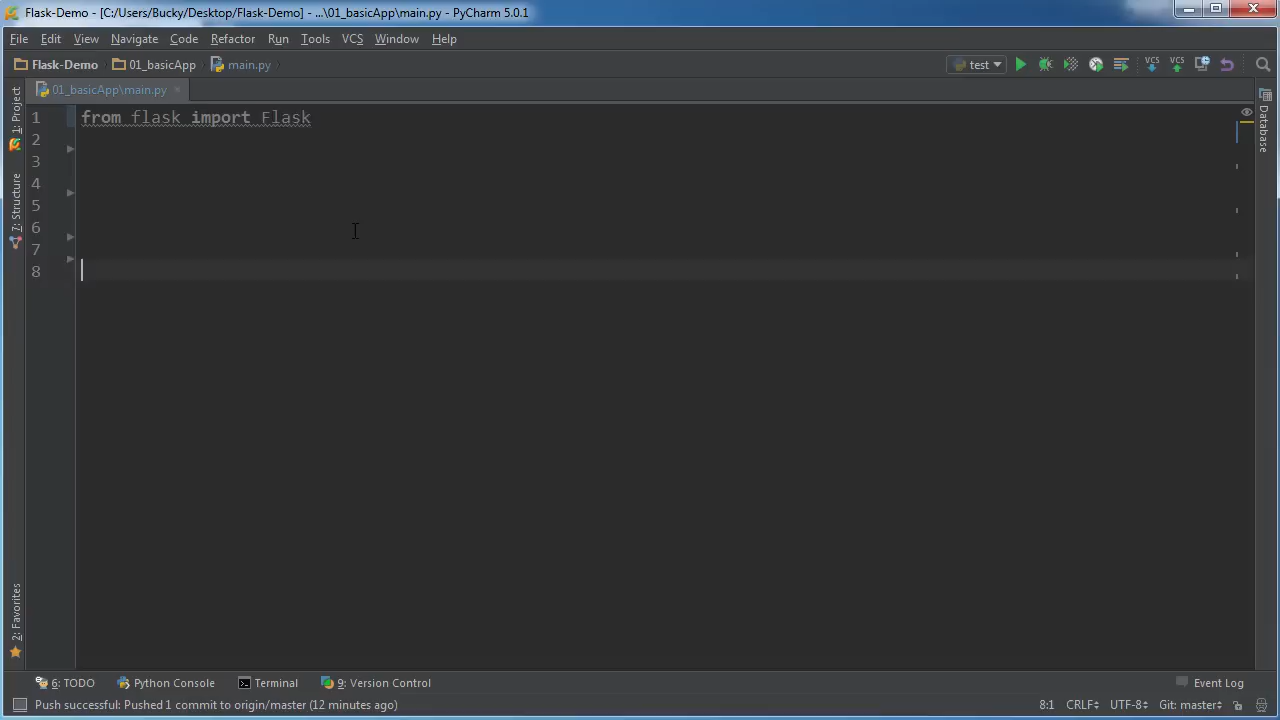 Flask-Demo - [C:/Users/Bucky/Desktop/Flask-Demo] - ...\01_basicApp\main.py - PyCharm 5.0.1
File Edit View Navigate Code Refactor Run Tools VCS Window Help
Flask-Demo 01_basicApp main.py test VCS VCS
01_basicApp\main.py
1: Project
7: Structure
2: Favorites
1 from flask import Flask
2
3
4
5
6
7
8
Database
6: TODO Python Console Terminal 9: Version Control Event Log
Push successful: Pushed 1 commit to origin/master (12 minutes ago) 8:1 CRLF UTF-8 Git: master